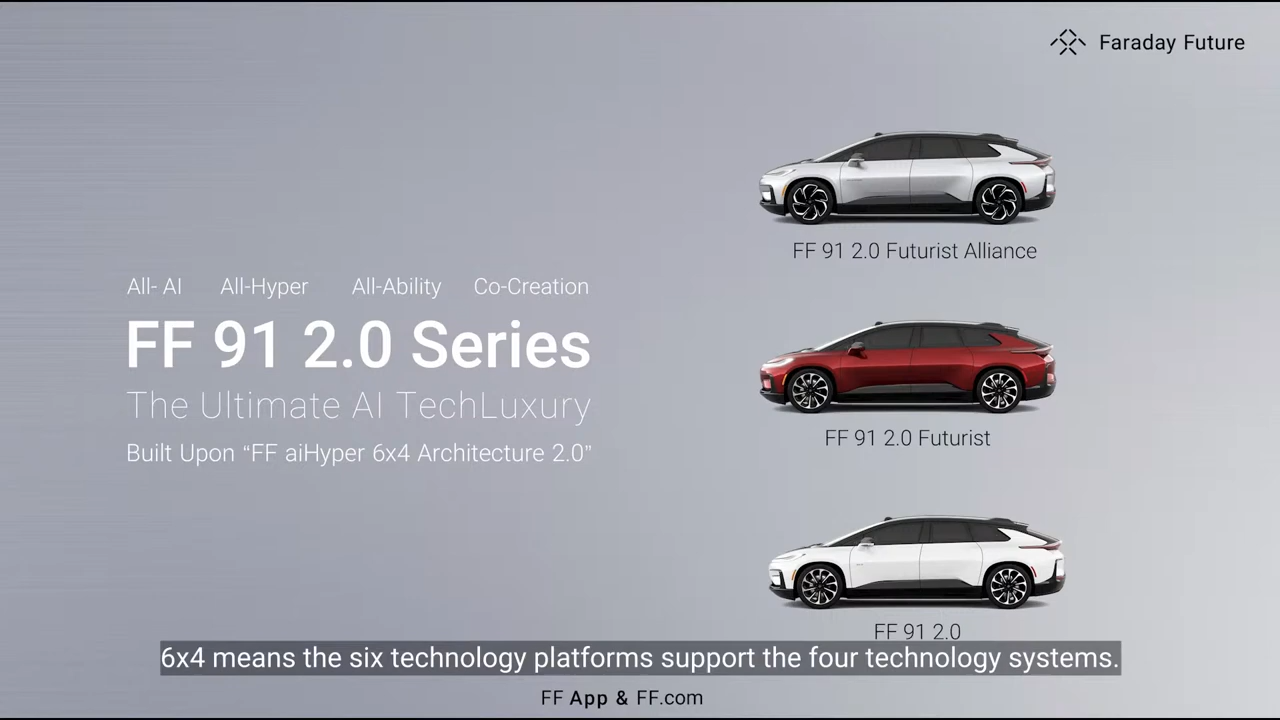 Faraday Future
All- AI All-Hyper All-Ability Co-Creation
FF 91 2.0 Series
The Ultimate AI TechLuxury
Built Upon “FF aiHyper 6x4 Architecture 2.0”
FF 91 2.0 Futurist Alliance
FF 91 2.0 Futurist
FF 91 2.0
6x4 means the six technology platforms support the four technology systems.
FF App & FF.com